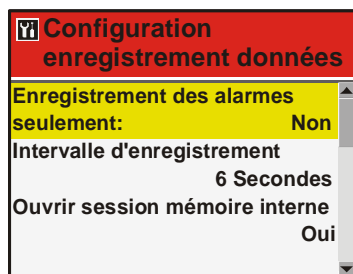 Configuration
enregistrement données
Enregistrement des alarmes
seulement: Non
Intervalle d'enregistrement
6 Secondes
Ouvrir session mémoire interne
Oui